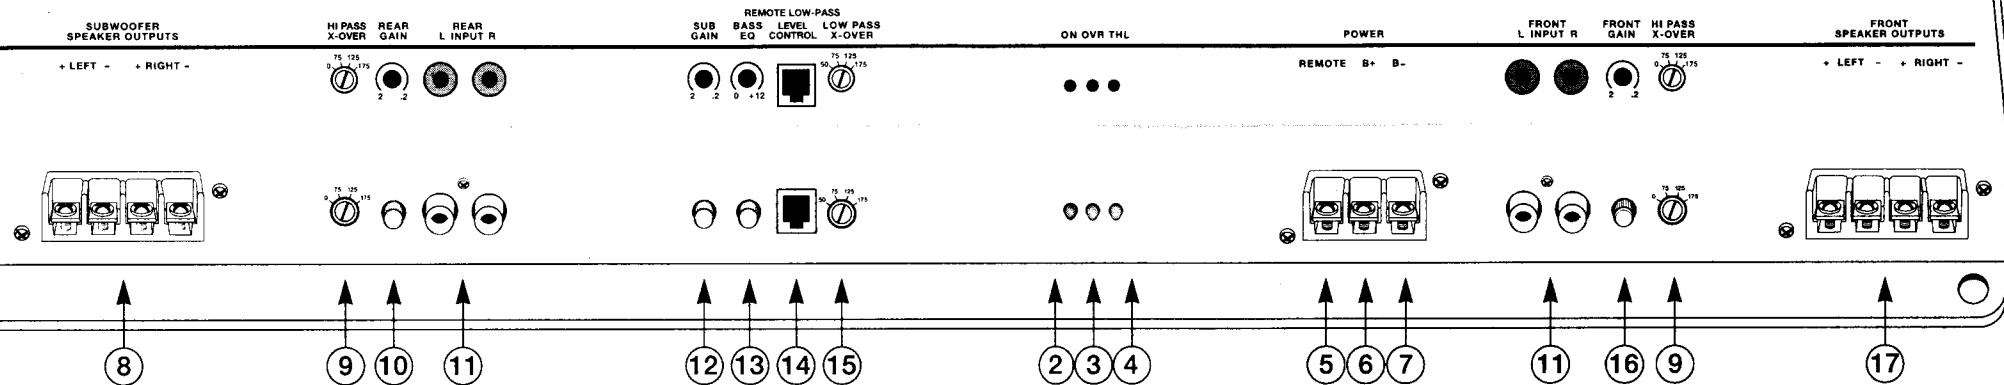 SUBWOOFER
SPEAKER OUTPUTS
HI PASS
X-OVER
REAR
GAIN
REAR
L INPUT R
REMOTE LOW-PASS
SUB
GAIN
BASS
EQ
LEVEL
CONTROL
LOW PASS
X-OVER
ON OVR THL
POWER
FRONT
L INPUT R
FRONT
GAIN
HI PASS
X-OVER
FRONT
SPEAKER OUTPUTS
+ LEFT - + RIGHT -
0 75 125 175
2 .2
2 .2
0 +12
50 75 125 175
REMOTE B+ B-
2 .2
0 75 125 175
+ LEFT - + RIGHT -
0 75 125 175
50 75 125 175
0 75 125 175
8 9 10 11 12 13 14 15 2 3 4 5 6 7 11 16 9 17